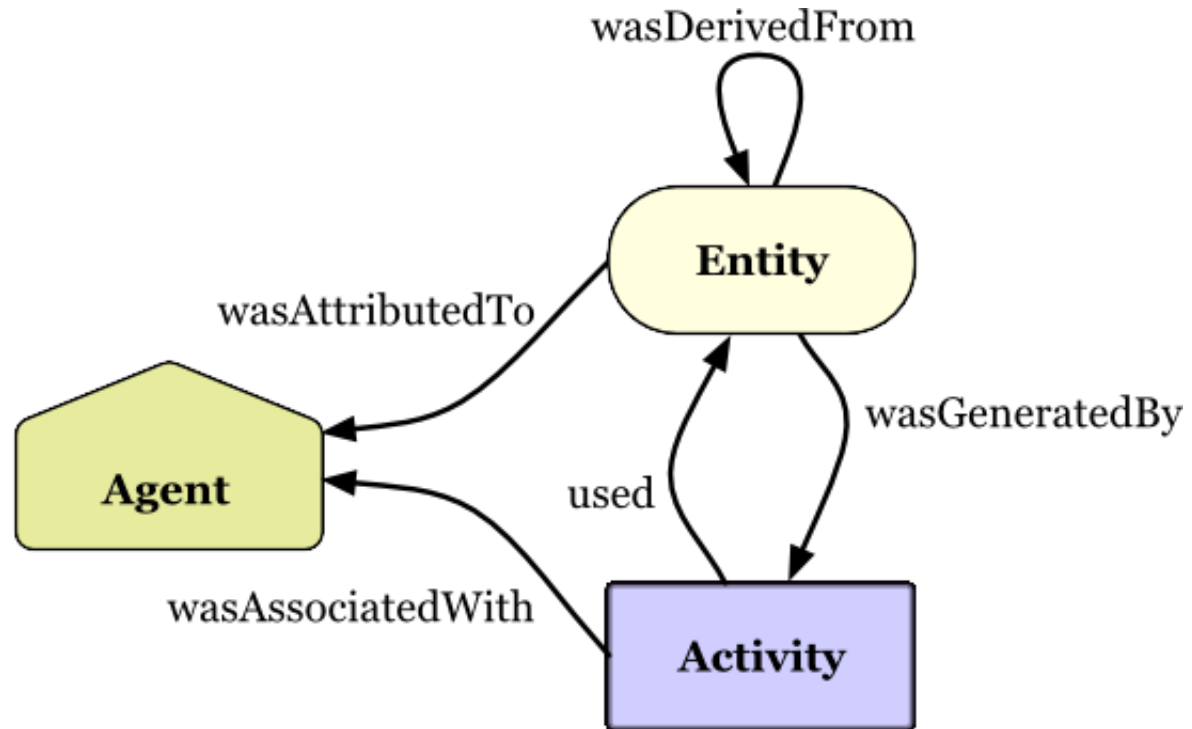 wasDerivedFrom
Entity
wasAttributedTo
wasGeneratedBy
Agent
used
wasAssociatedWith
Activity